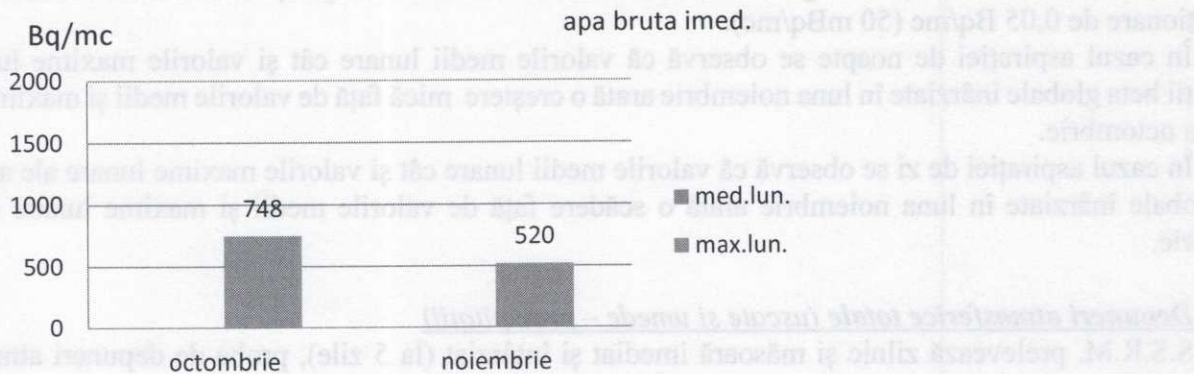 apa bruta imed.
Bq/mc
2000
1500
1000
500
0
748
520
octombrie
noiembrie
med.lun.
max.lun.